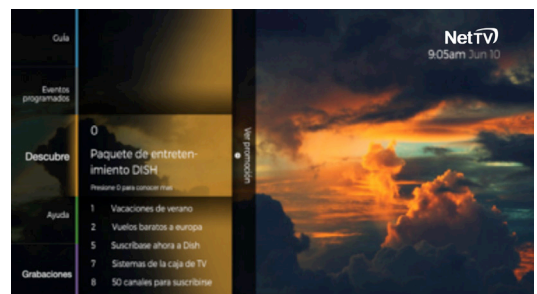 NetTV
9:05am Jun 10
Guía
Eventos
programados
Descubre
Ayuda
Grabaciones
0
Paquete de entreten-
imiento DISH
Presione 0 para conocer más
1 Vacaciones de verano
2 Vuelos baratos a europa
5 Suscríbase ahora a Dish
7 Sistemas de la caja de TV
8 50 canales para suscribirse
Ver promoción